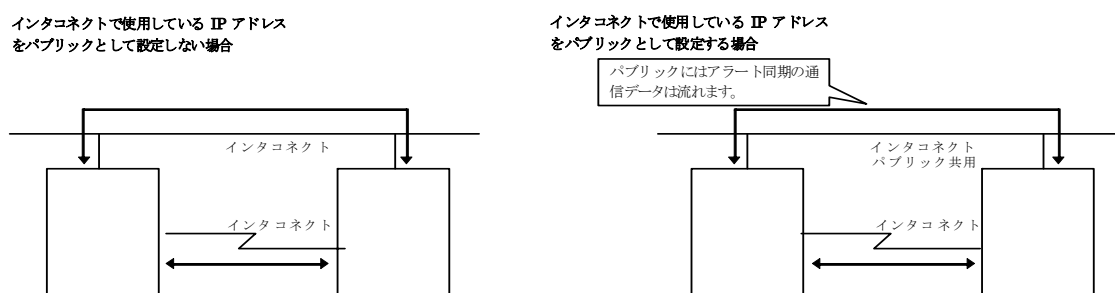 インタコネクトで使用している IP アドレス
をパブリックとして設定しない場合
インタコネクト
インタコネクト
インタコネクトで使用している IP アドレス
をパブリックとして設定する場合
パブリックにはアラート同期の通
信データは流れます。
インタコネクト
パブリック共用
インタコネクト